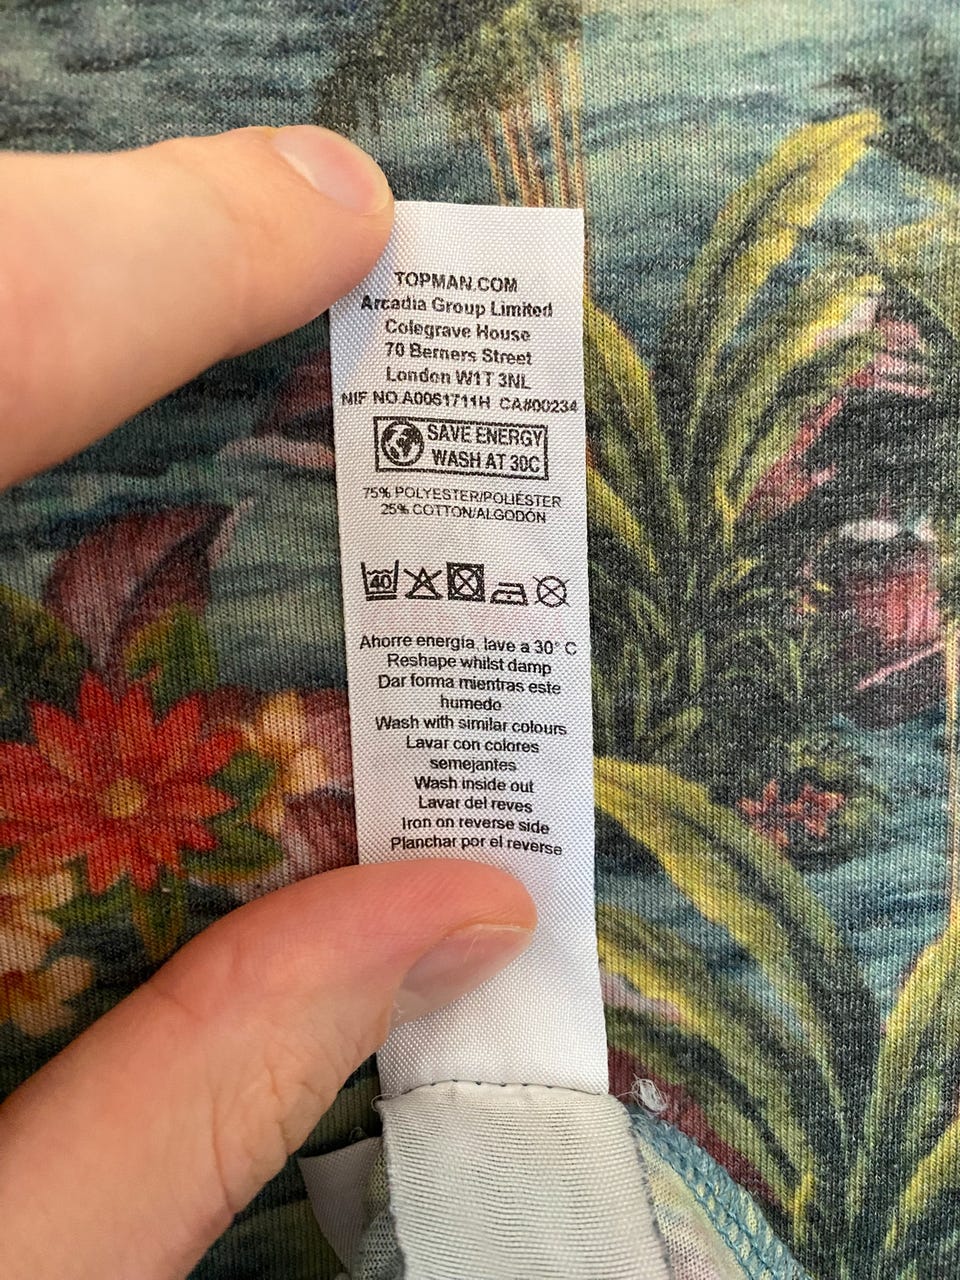 TOPMAN.COM
Arcadia Group Limited
Colegrave House
70 Berners Street
London W1T 3NL
NIF NO.A0061711H CA#00234
SAVE ENERGY
WASH AT 30C
75% POLYESTER/POLIÉSTER
25% COTTON/ALGODÓN
40
Ahorre energia, lave a 30° C
Reshape whilst damp
Dar forma mientras este
humedo
Wash with similar colours
Lavar con colores
semejantes
Wash inside out
Lavar del reves
Iron on reverse side
Planchar por el reverse